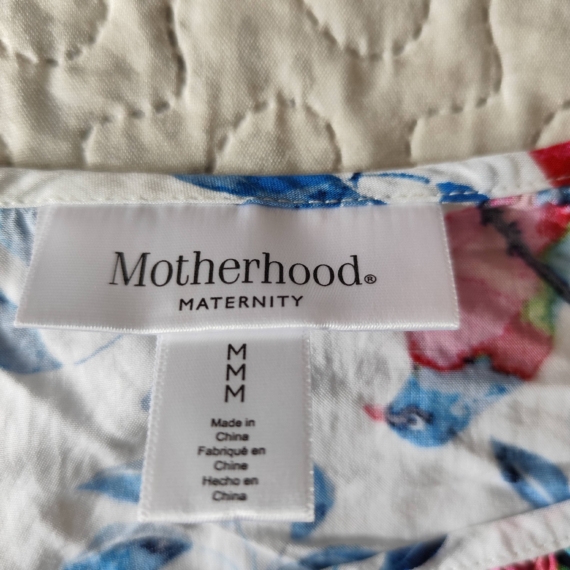 Motherhood®
MATERNITY
M
M
M
Made in
China
Fabriqué en
Chine
Hecho en
China